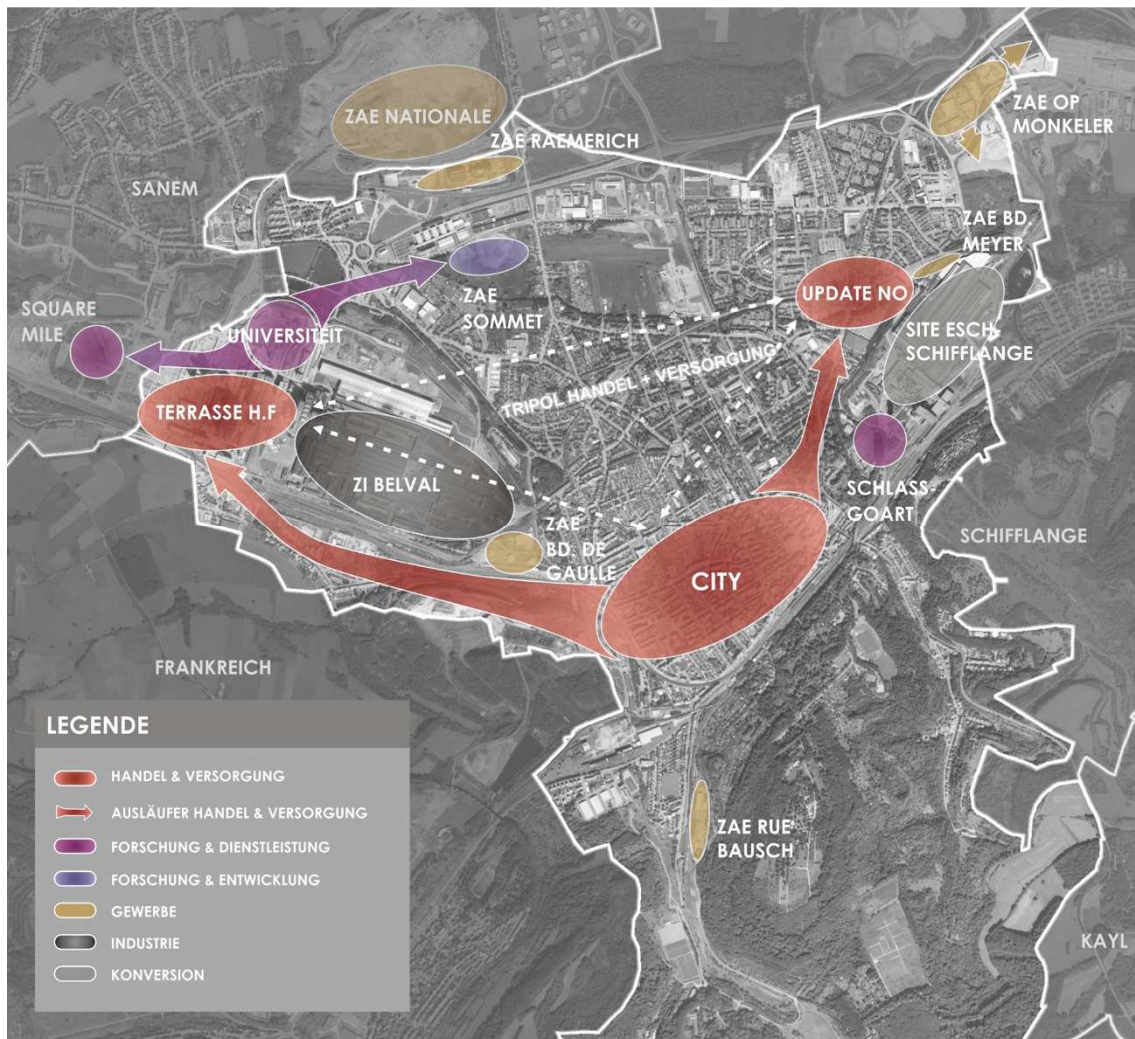 ZAE NATIONALE
ZAE RAEMERICH
ZAE OP
MONKELER
SANEM
ZAE BD.
MEYER
SQUARE
MILE
UNIVERSITEIT
ZAE
SOMMET
UPDATE NO
SITE ESCH-
SCHIFFLANGE
TRIPOL HANDEL + VERSORGUNG
TERRASSE H.F
ZI BELVAL
SCHLASS-
GOART
ZAE
BD. DE
GAULLE
SCHIFFLANGE
CITY
FRANKREICH
LEGENDE
HANDEL & VERSORGUNG
AUSLÄUFER HANDEL & VERSORGUNG
FORSCHUNG & DIENSTLEISTUNG
FORSCHUNG & ENTWICKLUNG
GEWERBE
INDUSTRIE
KONVERSION
ZAE RUE
BAUSCH
KAYL